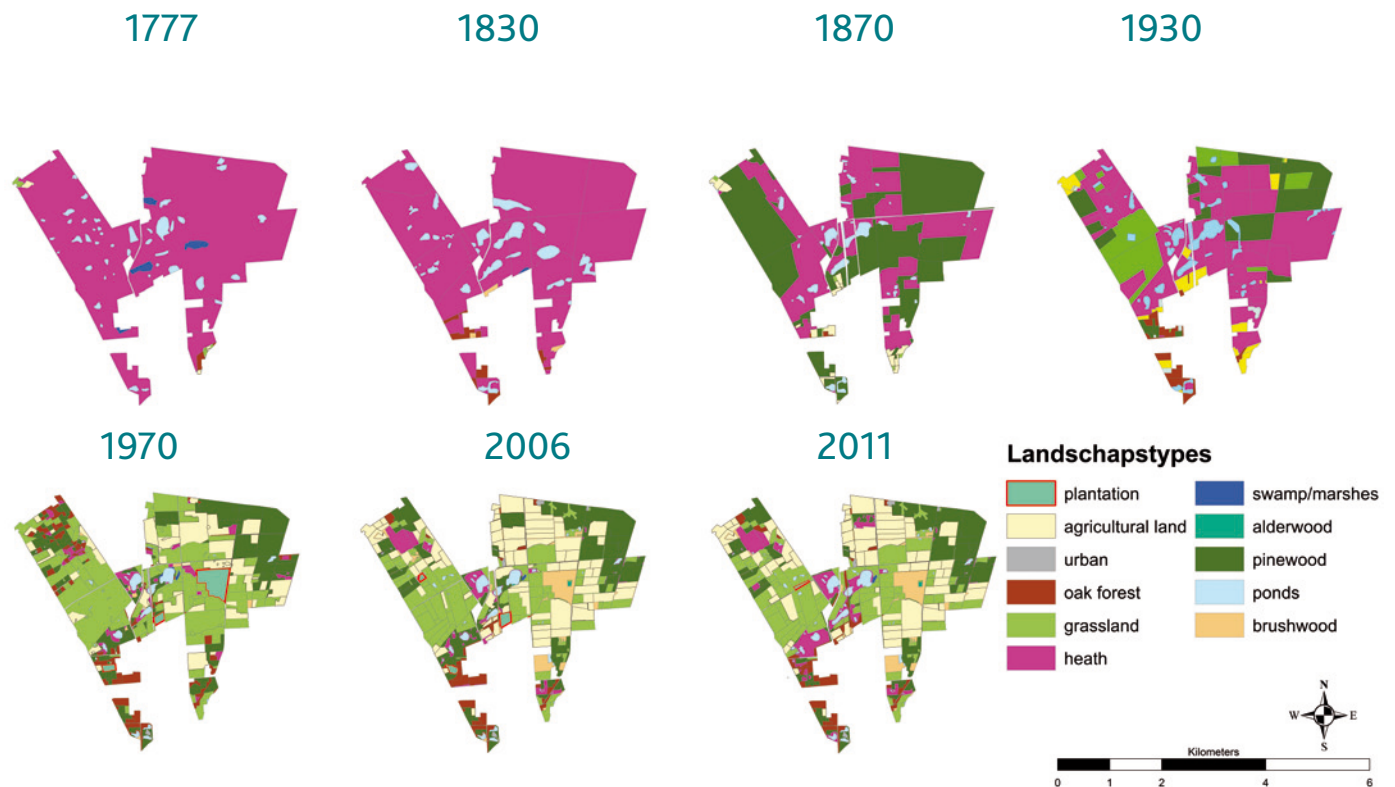 1777
1830
1870
1930
1970
2006
2011
Landschapstypes
plantation
agricultural land
urban
oak forest
grassland
heath
swamp/marshes
alderwood
pinewood
ponds
brushwood
N
W E
S
Kilometers
0 1 2 4 6